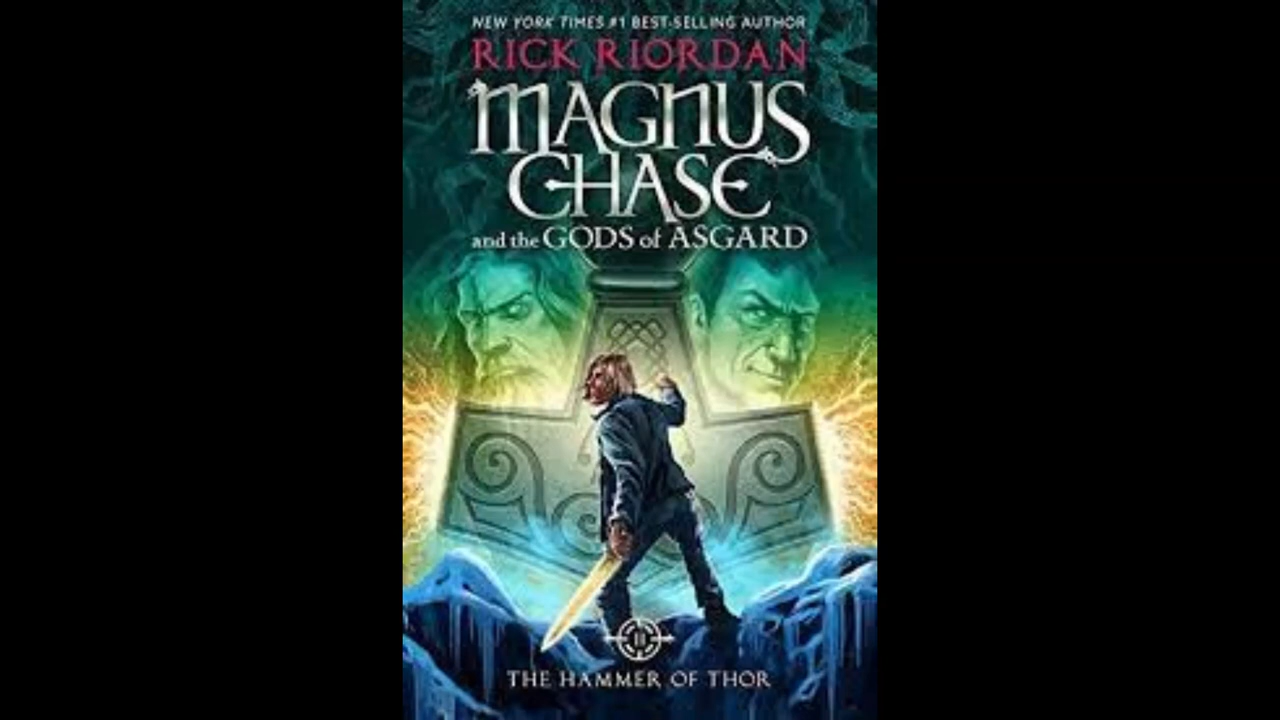 NEW YORK TIMES #1 BEST-SELLING AUTHOR
RICK RIORDAN
MAGNUS
CHASE
and the GODS of ASGARD
II
THE HAMMER OF THOR